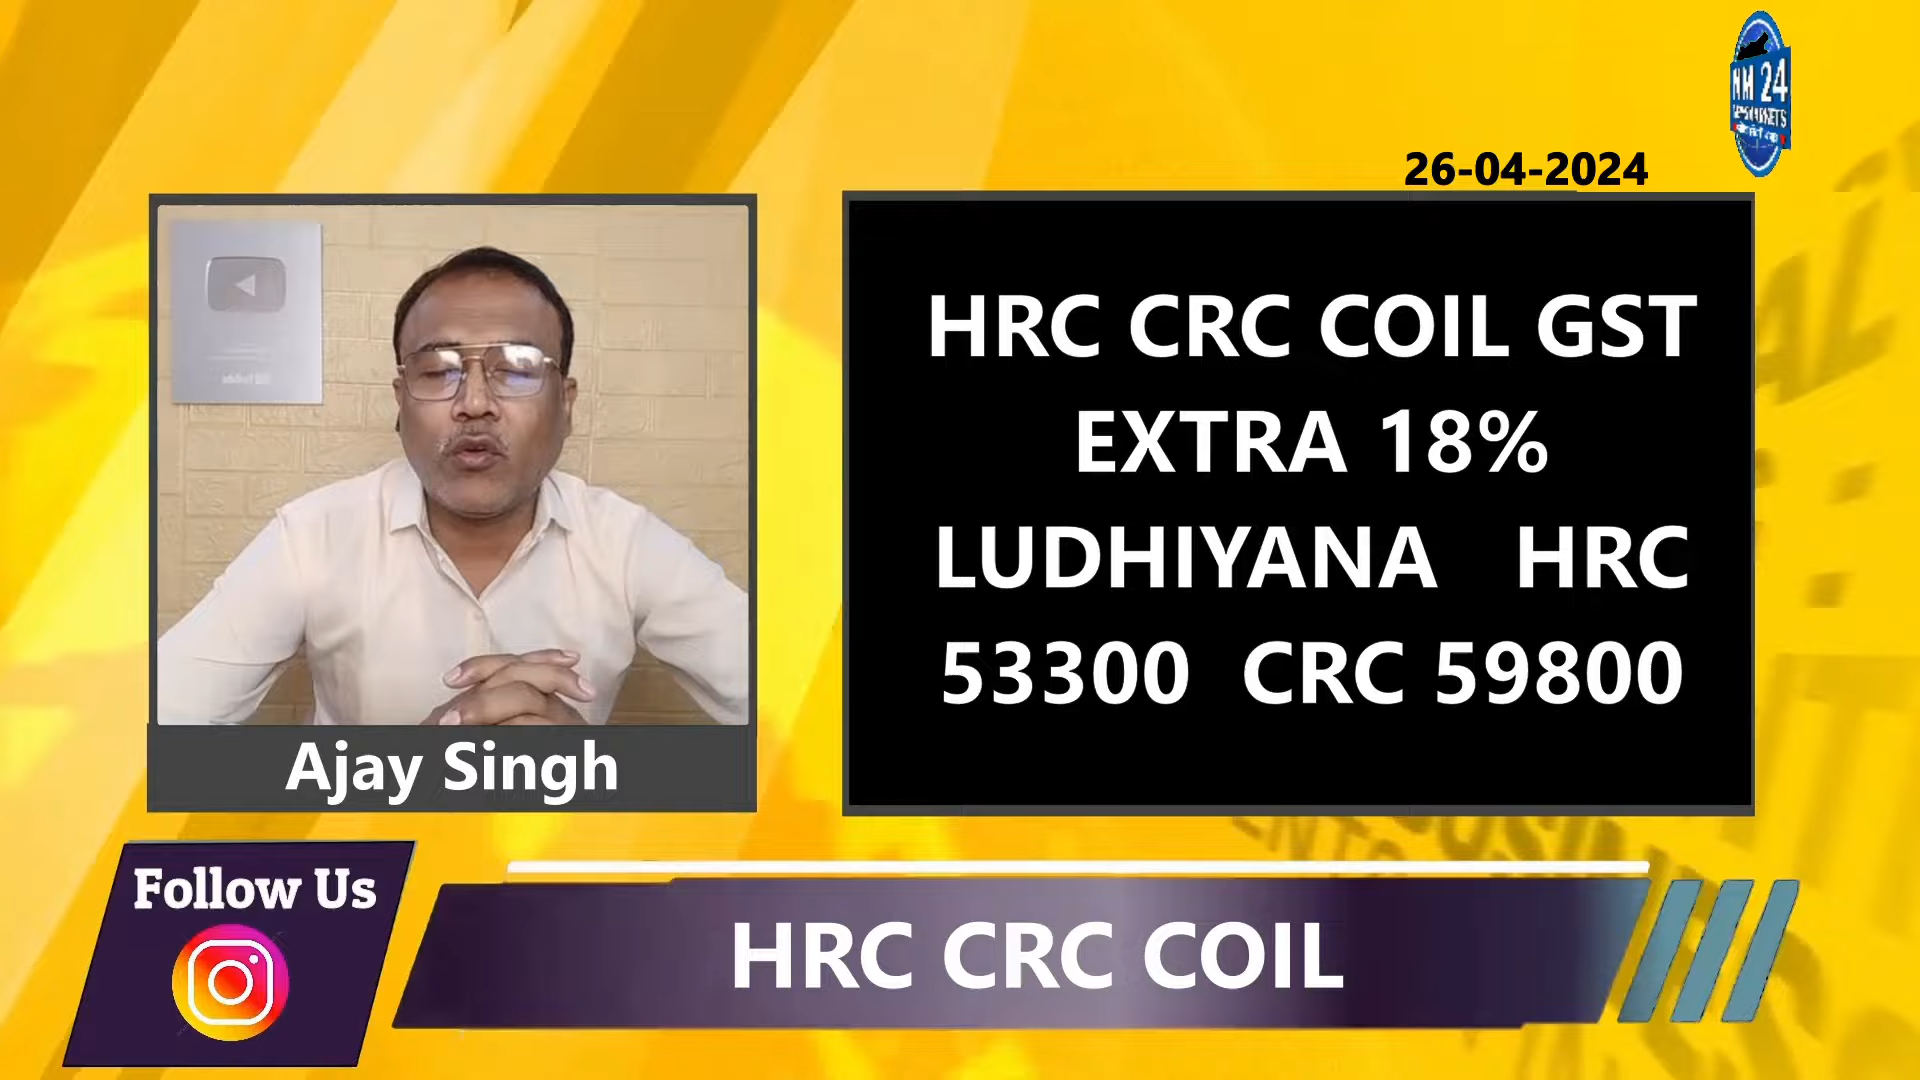 NM 24
26-04-2024
HRC CRC COIL GST
EXTRA 18%
LUDHIYANA HRC
53300 CRC 59800
Ajay Singh
Follow Us
HRC CRC COIL